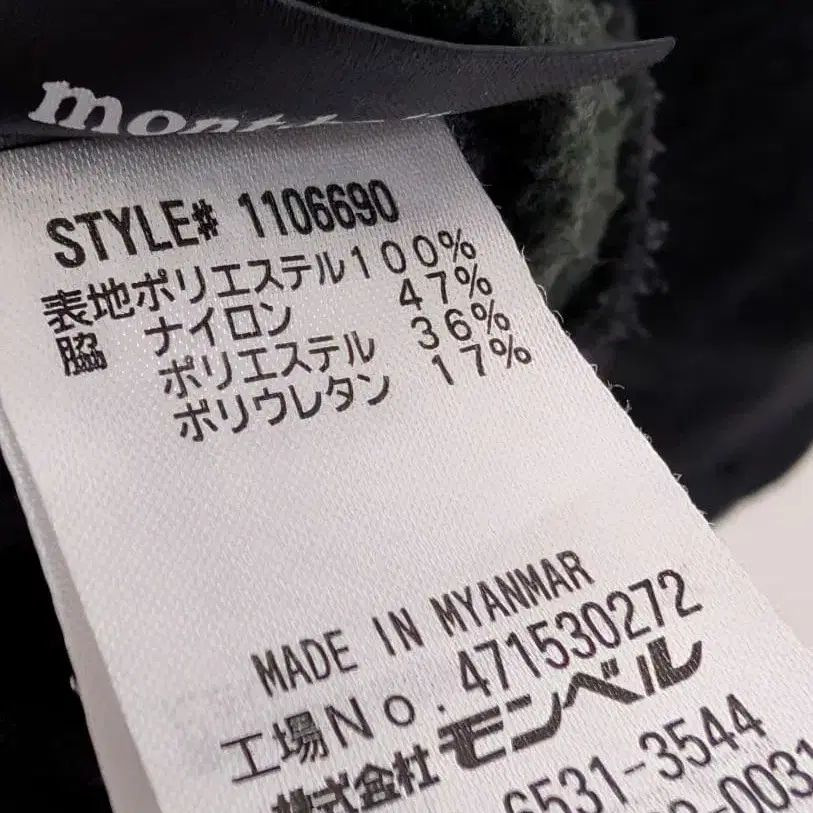 mont
STYLE# 1106690
表地ポリエステル100%
脇 ナイロン 47%
ポリエステル 36%
ポリウレタン 17%
MADE IN MYANMAR
工場No.471530272
株式会社モンベル
6531-3544
-0031